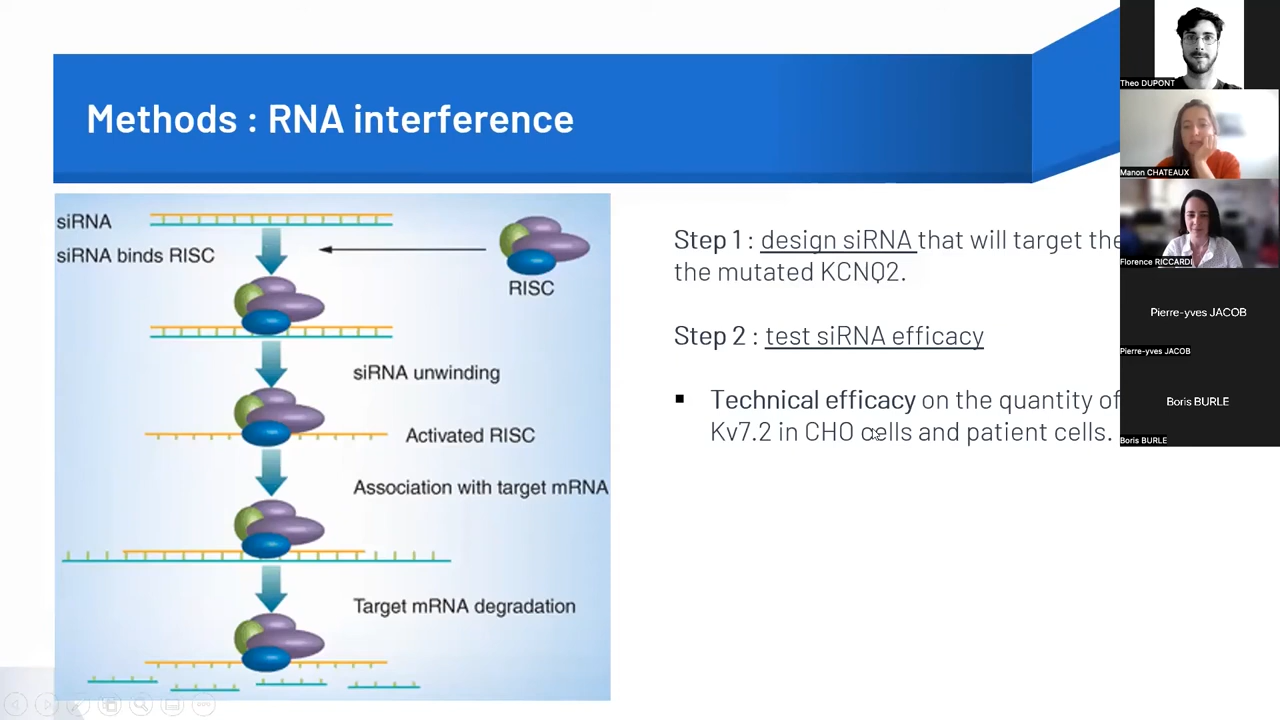 Methods : RNA interference
siRNA
siRNA binds RISC
RISC
siRNA unwinding
Activated RISC
Association with target mRNA
Target mRNA degradation
Step 1 : design siRNA that will target the
the mutated KCNQ2.
Step 2 : test siRNA efficacy
▪ Technical efficacy on the quantity of
Kv7.2 in CHO cells and patient cells.
Theo DUPONT
Manon CHATEAUX
Florence RICCARDI
Pierre-yves JACOB
Pierre-yves JACOB
Boris BURLE
Boris BURLE